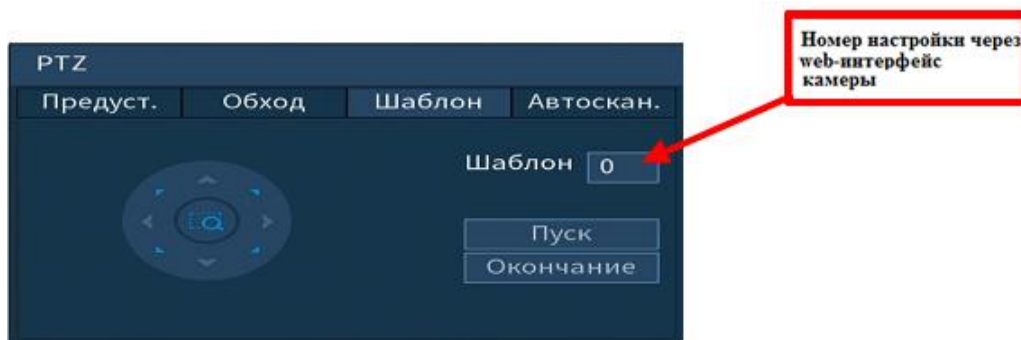 PTZ
Предуст. Обход Шаблон Автоскан.
Шаблон 0
Пуск
Окончание
Номер настройки через
web-интерфейс
камеры